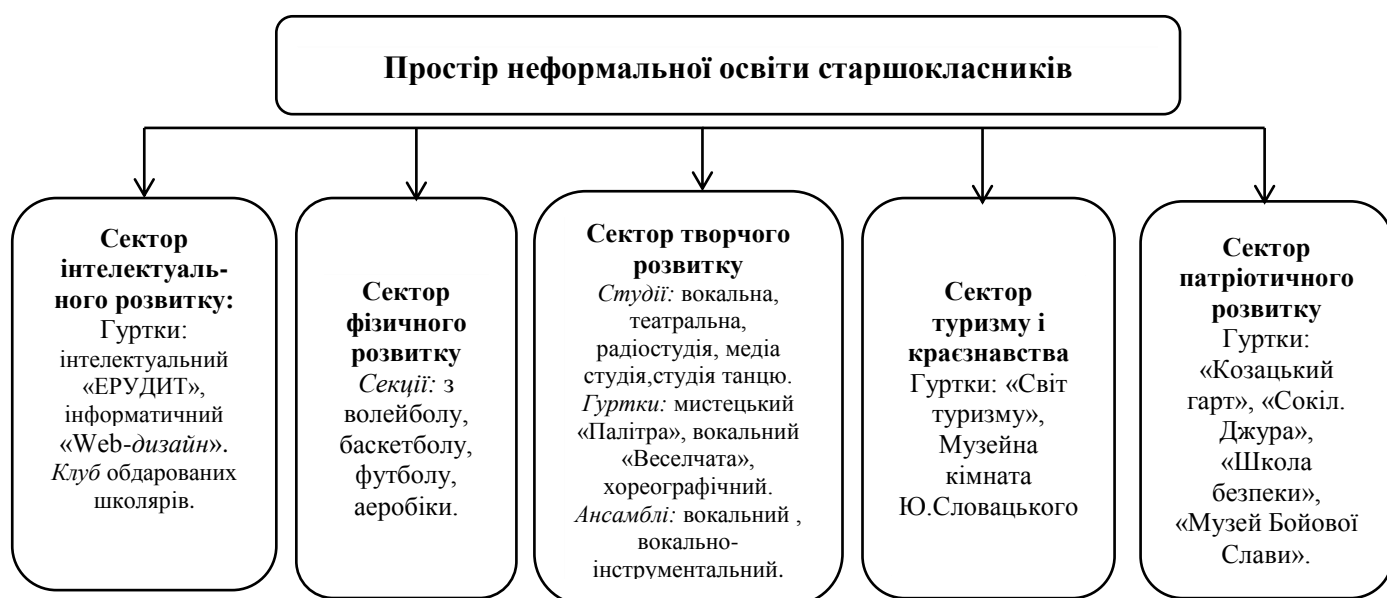 Простір неформальної освіти старшокласників
Сектор
інтелектуаль-
ного розвитку:
Гуртки:
інтелектуальний
«ЕРУДИТ»,
інформатичний
«Web-дизайн».
Клуб обдарованих
школярів.
Сектор
фізичного
розвитку
Секції: з
волейболу,
баскетболу,
футболу,
аеробіки.
Сектор творчого
розвитку
Студії: вокальна,
театральна,
радіостудія, медіа
студія,студія танцю.
Гуртки: мистецький
«Палітра», вокальний
«Веселчата»,
хореографічний.
Ансамблі: вокальний ,
вокально-
інструментальний.
Сектор
туризму і
краєзнавства
Гуртки: «Світ
туризму»,
Музейна
кімната
Ю.Словацького
Сектор
патріотичного
розвитку
Гуртки:
«Козацький
гарт», «Сокіл.
Джура»,
«Школа
безпеки»,
«Музей Бойової
Слави».